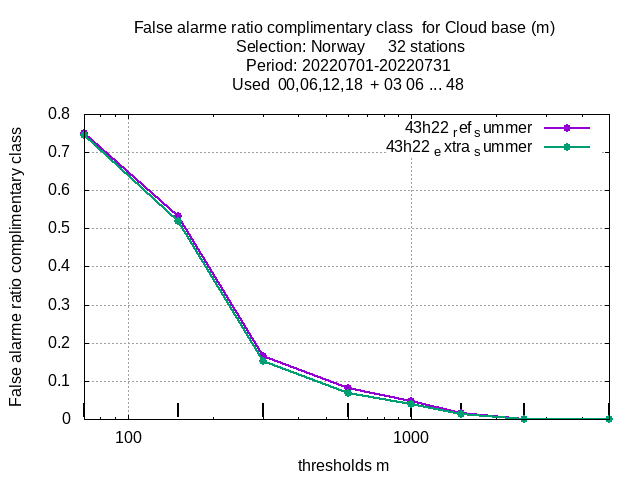 False alarme ratio complimentary class for Cloud base (m)
Selection: Norway 32 stations
Period: 20220701-20220731
Used 00,06,12,18 + 03 06 ... 48
43h22 ref summer
43h22 extra summer
False alarme ratio complimentary class
0.8
0.7
0.6
0.5
0.4
0.3
0.2
0.1
0
100 1000
thresholds m